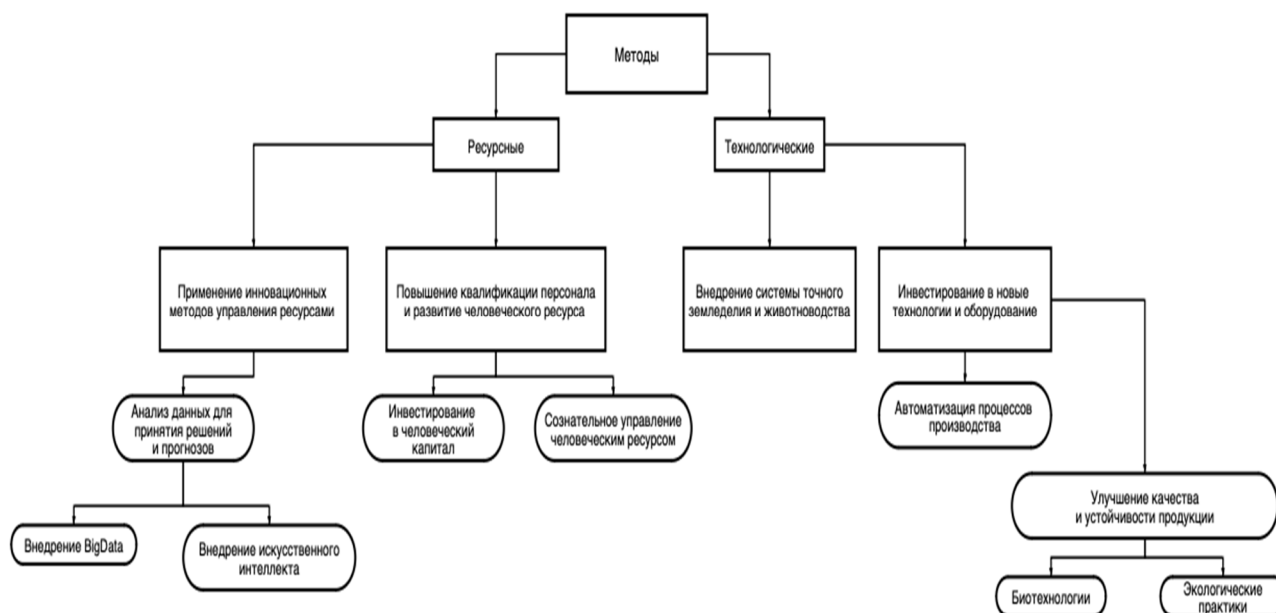 Методы
Ресурсные
Технологические
Применение инновационных
методов управления ресурсами
Повышение квалификации персонала
и развитие человеческого ресурса
Внедрение системы точного
земледелия и животноводства
Инвестирование в новые
технологии и оборудование
Анализ данных для
принятия решений
и прогнозов
Инвестирование
в человеческий
капитал
Сознательное управление
человеческим ресурсом
Автоматизация процессов
производства
Улучшение качества
и устойчивости продукции
Внедрение BigData
Внедрение искусственного
интеллекта
Биотехнологии
Экологические
практики